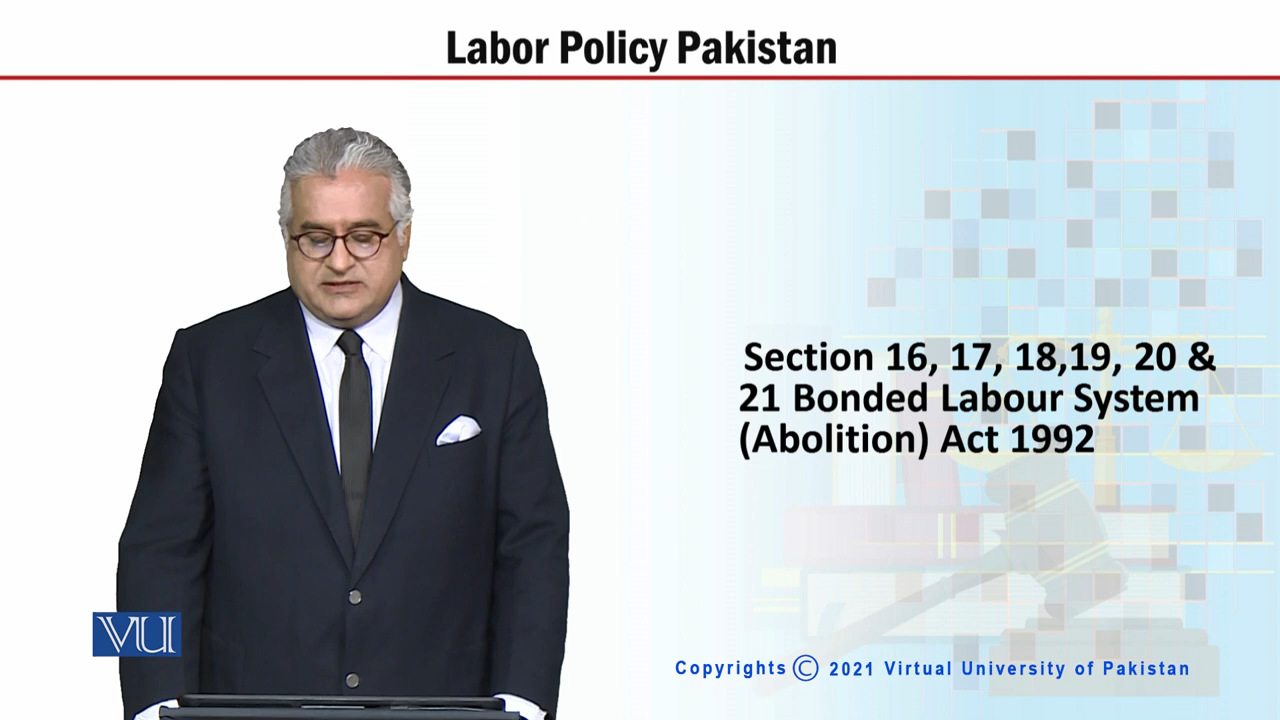 Labor Policy Pakistan
Section 16, 17, 18,19, 20 &
21 Bonded Labour System
(Abolition) Act 1992
VU
Copyrights © 2021 Virtual University of Pakistan